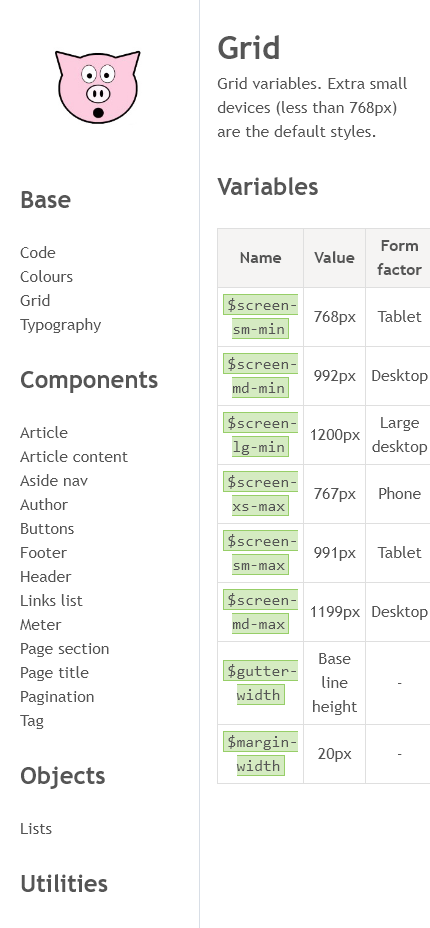 Base
Code
Colours
Grid
Typography
Components
Article
Article content
Aside nav
Author
Buttons
Footer
Header
Links list
Meter
Page section
Page title
Pagination
Tag
Objects
Lists
Utilities
Grid
Grid variables. Extra small
devices (less than 768px)
are the default styles.
Variables
Name Value Form
factor
$screen-
sm-min 768px Tablet
$screen-
md-min 992px Desktop
$screen-
lg-min 1200px Large
desktop
$screen-
xs-max 767px Phone
$screen-
sm-max 991px Tablet
$screen-
md-max 1199px Desktop
$gutter-
width Base
line
height -
$margin-
width 20px -